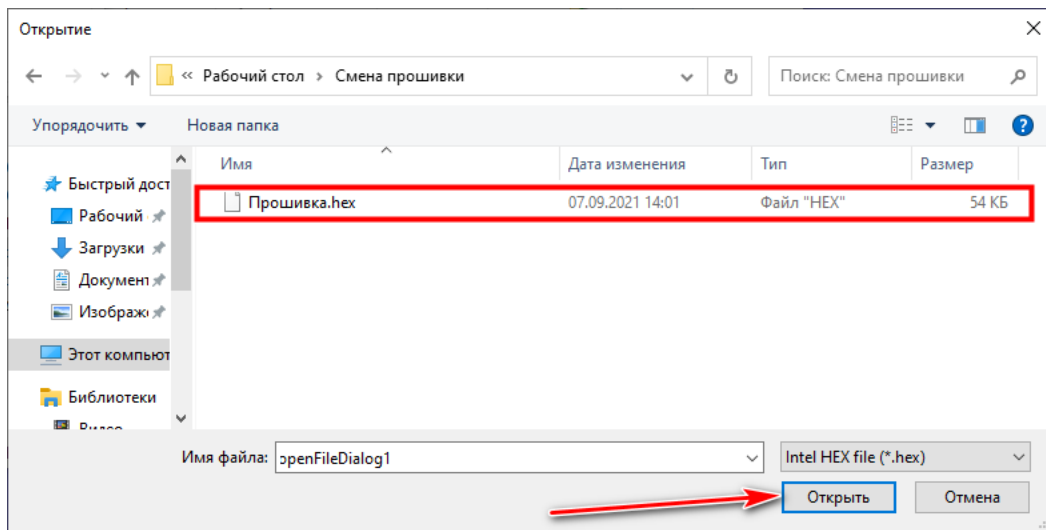 Открытие
« Рабочий стол › Смена прошивки
Поиск: Смена прошивки
Упорядочить
Новая папка
Имя
Дата изменения
Тип
Размер
Быстрый дост
Рабочий
Загрузки
Документ
Изображ
Этот компьют
Библиотеки
Прошивка.hex
07.09.2021 14:01
Файл "HEX"
54 КБ
Имя файла:
openFileDialog1
Intel HEX file (*.hex)
Открыть
Отмена